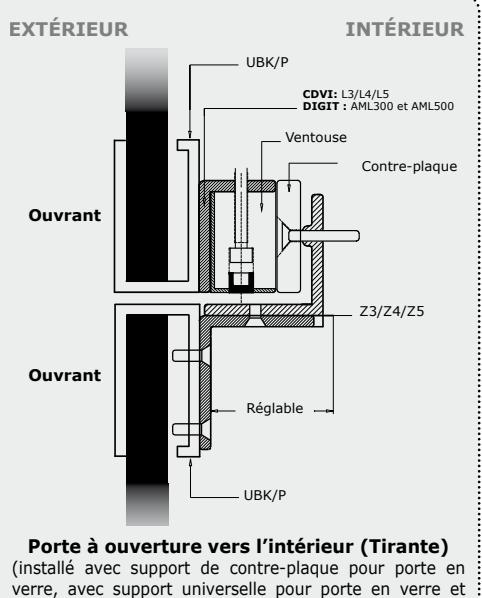 EXTÉRIEUR
INTÉRIEUR
UBK/P
CDVI: L3/L4/L5
DIGIT : AML300 et AML500
Ventouse
Contre-plaque
Ouvrant
Z3/Z4/Z5
Ouvrant
Réglable
UBK/P
Porte à ouverture vers l'intérieur (Tirante)
(installé avec support de contre-plaque pour porte en
verre, avec support universelle pour porte en verre et